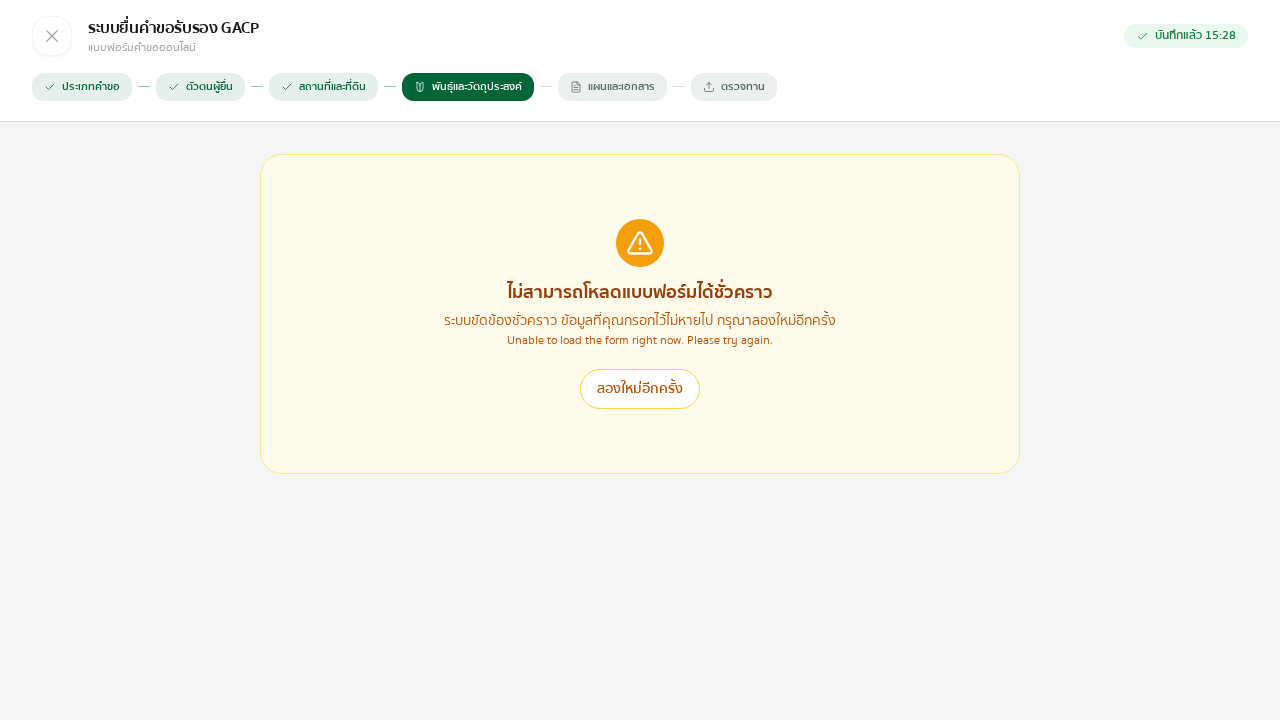 ระบบยื่นคำขอรับรอง GACP
แบบฟอร์มคำขอออนไลน์
บันทึกแล้ว 15:28
ประเภทคำขอ
ตัวตนผู้ยื่น
สถานที่และที่ดิน
พันธุ์และวัตถุประสงค์
แผนและเอกสาร
ตรวจทาน
ไม่สามารถโหลดแบบฟอร์มได้ชั่วคราว
ระบบขัดข้องชั่วคราว ข้อมูลที่คุณกรอกไว้ไม่หายไป กรุณาลองใหม่อีกครั้ง
Unable to load the form right now. Please try again.
ลองใหม่อีกครั้ง